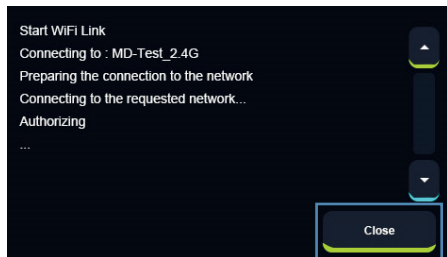 Start WiFi Link
Connecting to : MD-Test_2.4G
Preparing the connection to the network
Connecting to the requested network...
Authorizing
...
Close